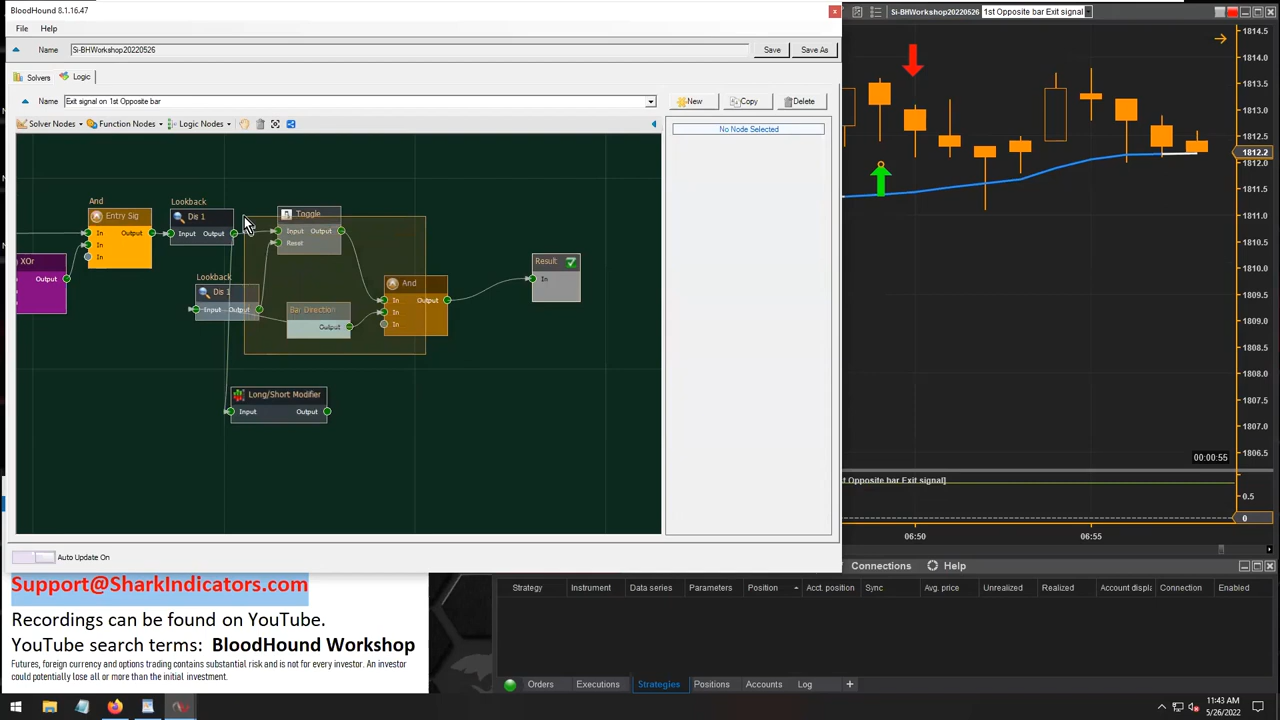 BloodHound 8.1.16.47
File Help
Name Si-BHWorkshop20220526 Save Save As
Solvers Logic
Name Exit signal on 1st Opposite bar New Copy Delete
Solver Nodes Function Nodes Logic Nodes
No Node Selected
And
Entry Sig
In Output
In
In
Lookback
Dis 1
Input Output
Toggle
Input Output
Reset
XOr
Output
Lookback
Dis 1
Input Output
Bar Direction
Output
And
In Output
In
In
Result
In
Long/Short Modifier
Input Output
Auto Update On
Si-BHWorkshop20220526 1st Opposite bar Exit signal
1814.5
1814.0
1813.5
1813.0
1812.5
1812.2
1812.0
1811.5
1811.0
1810.5
1810.0
1809.5
1809.0
1808.5
1808.0
1807.5
1807.0
1806.5
00:00:55
t Opposite bar Exit signal]
0.5
0
06:50 06:55
Connections Help
Strategy Instrument Data series Parameters Position Acct. position Sync Avg. price Unrealized Realized Account displa Connection Enabled
Orders Executions Strategies Positions Accounts Log +
Support@SharkIndicators.com
Recordings can be found on YouTube.
YouTube search terms: BloodHound Workshop
Futures, foreign currency and options trading contains substantial risk and is not for every investor. An investor
could potentially lose all or more than the initial investment.
11:43 AM
5/26/2022